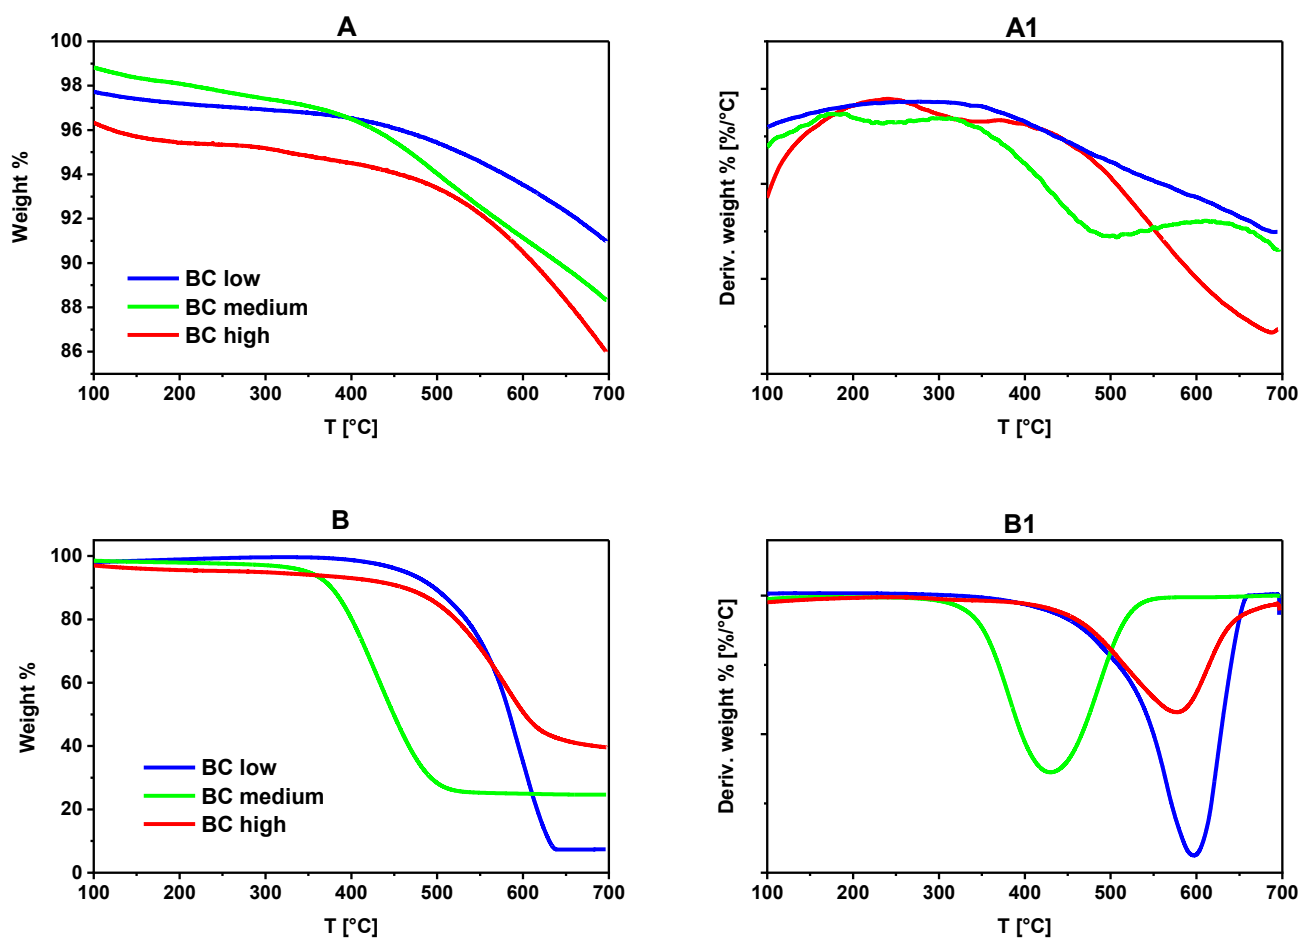 A
Weight %
100
98
96
94
92
90
88
86
BC low
BC medium
BC high
100 200 300 400 500 600 700
T [°C]
A1
Deriv. weight % [%/°C]
100 200 300 400 500 600 700
T [°C]
B
Weight %
100
80
60
40
20
0
BC low
BC medium
BC high
100 200 300 400 500 600 700
T [°C]
B1
Deriv. weight % [%/°C]
100 200 300 400 500 600 700
T [°C]